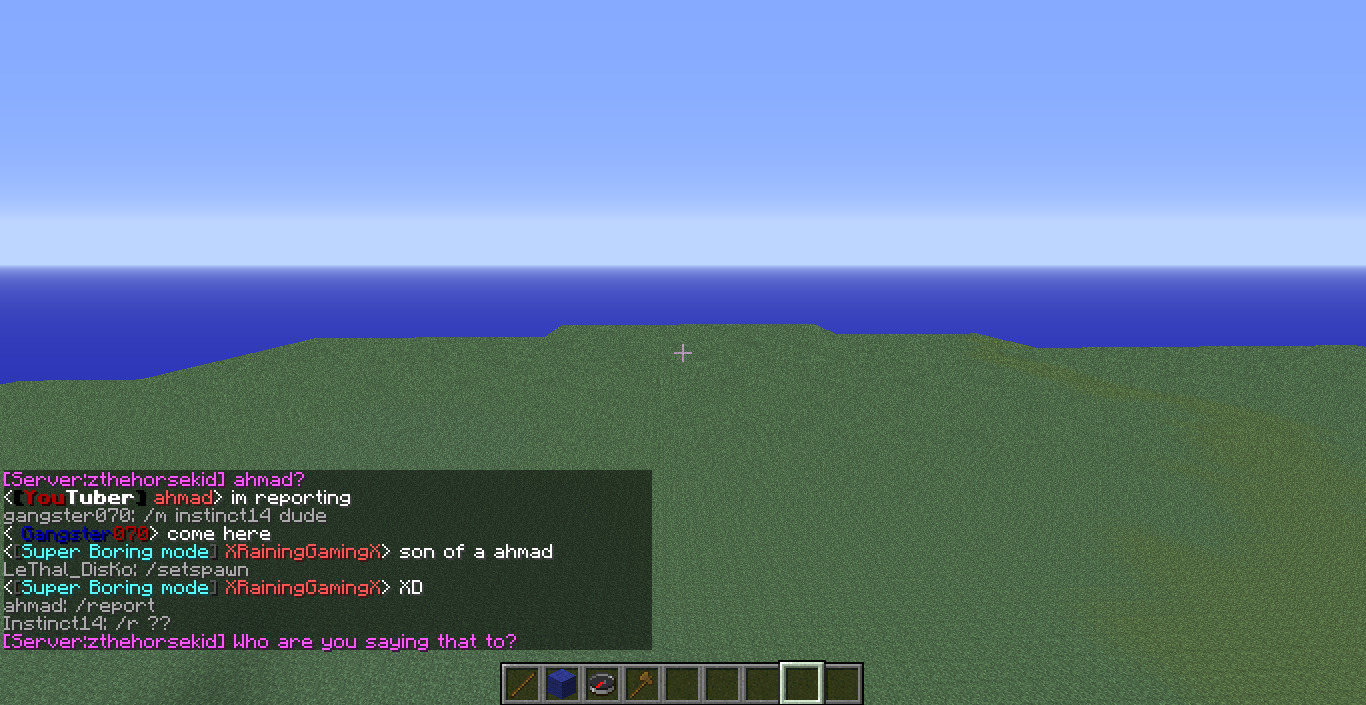 [Server:zthehorsekid] ahmad?
<[YouTuber] ahmad> im reporting
gangster070: /m instinct14 dude
< Gangster070> come here
<[Super Boring mode] XRainingGamingX> son of a ahmad
LeThal_DisKo: /setspawn
<[Super Boring mode] XRainingGamingX> XD
ahmad: /report
Instinct14: /r ??
[Server:zthehorsekid] Who are you saying that to?